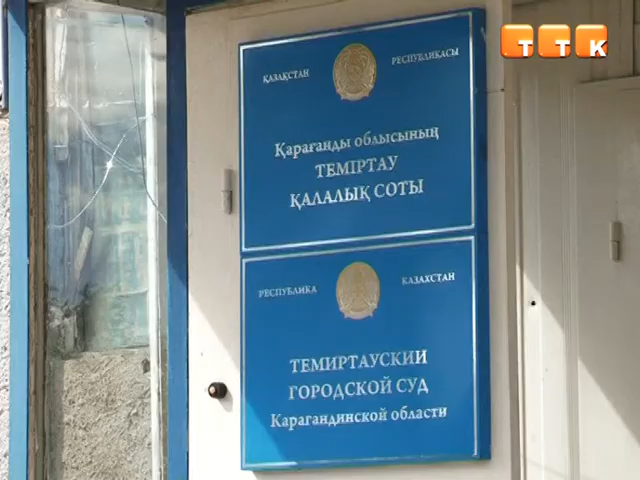 ТТК
ҚАЗАҚСТАН РЕСПУБЛИКАСЫ
Қарағанды облысының
ТЕМІРТАУ
ҚАЛАЛЫҚ СОТЫ
РЕСПУБЛИКА КАЗАХСТАН
ТЕМИРТАУСКИЙ
ГОРОДСКОЙ СУД
Карагандинской области